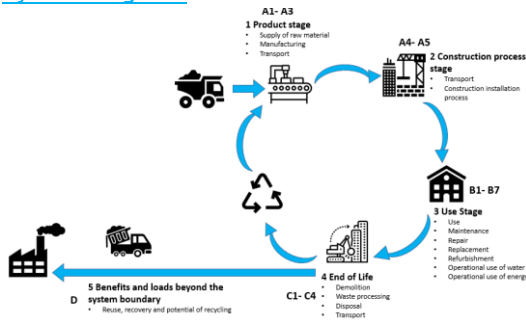 A1- A3
1 Product stage
• Supply of raw material
• Manufacturing
• Transport
A4- A5
2 Construction process
stage
• Transport
• Construction installation
process
B1- B7
3 Use Stage
• Use
• Maintenance
• Repair
• Replacement
• Refurbishment
• Operational use of water
• Operational use of energy
4 End of Life
C1- C4
• Demolition
• Waste processing
• Disposal
• Transport
5 Benefits and loads beyond the
D system boundary
• Reuse, recovery and potential of recycling